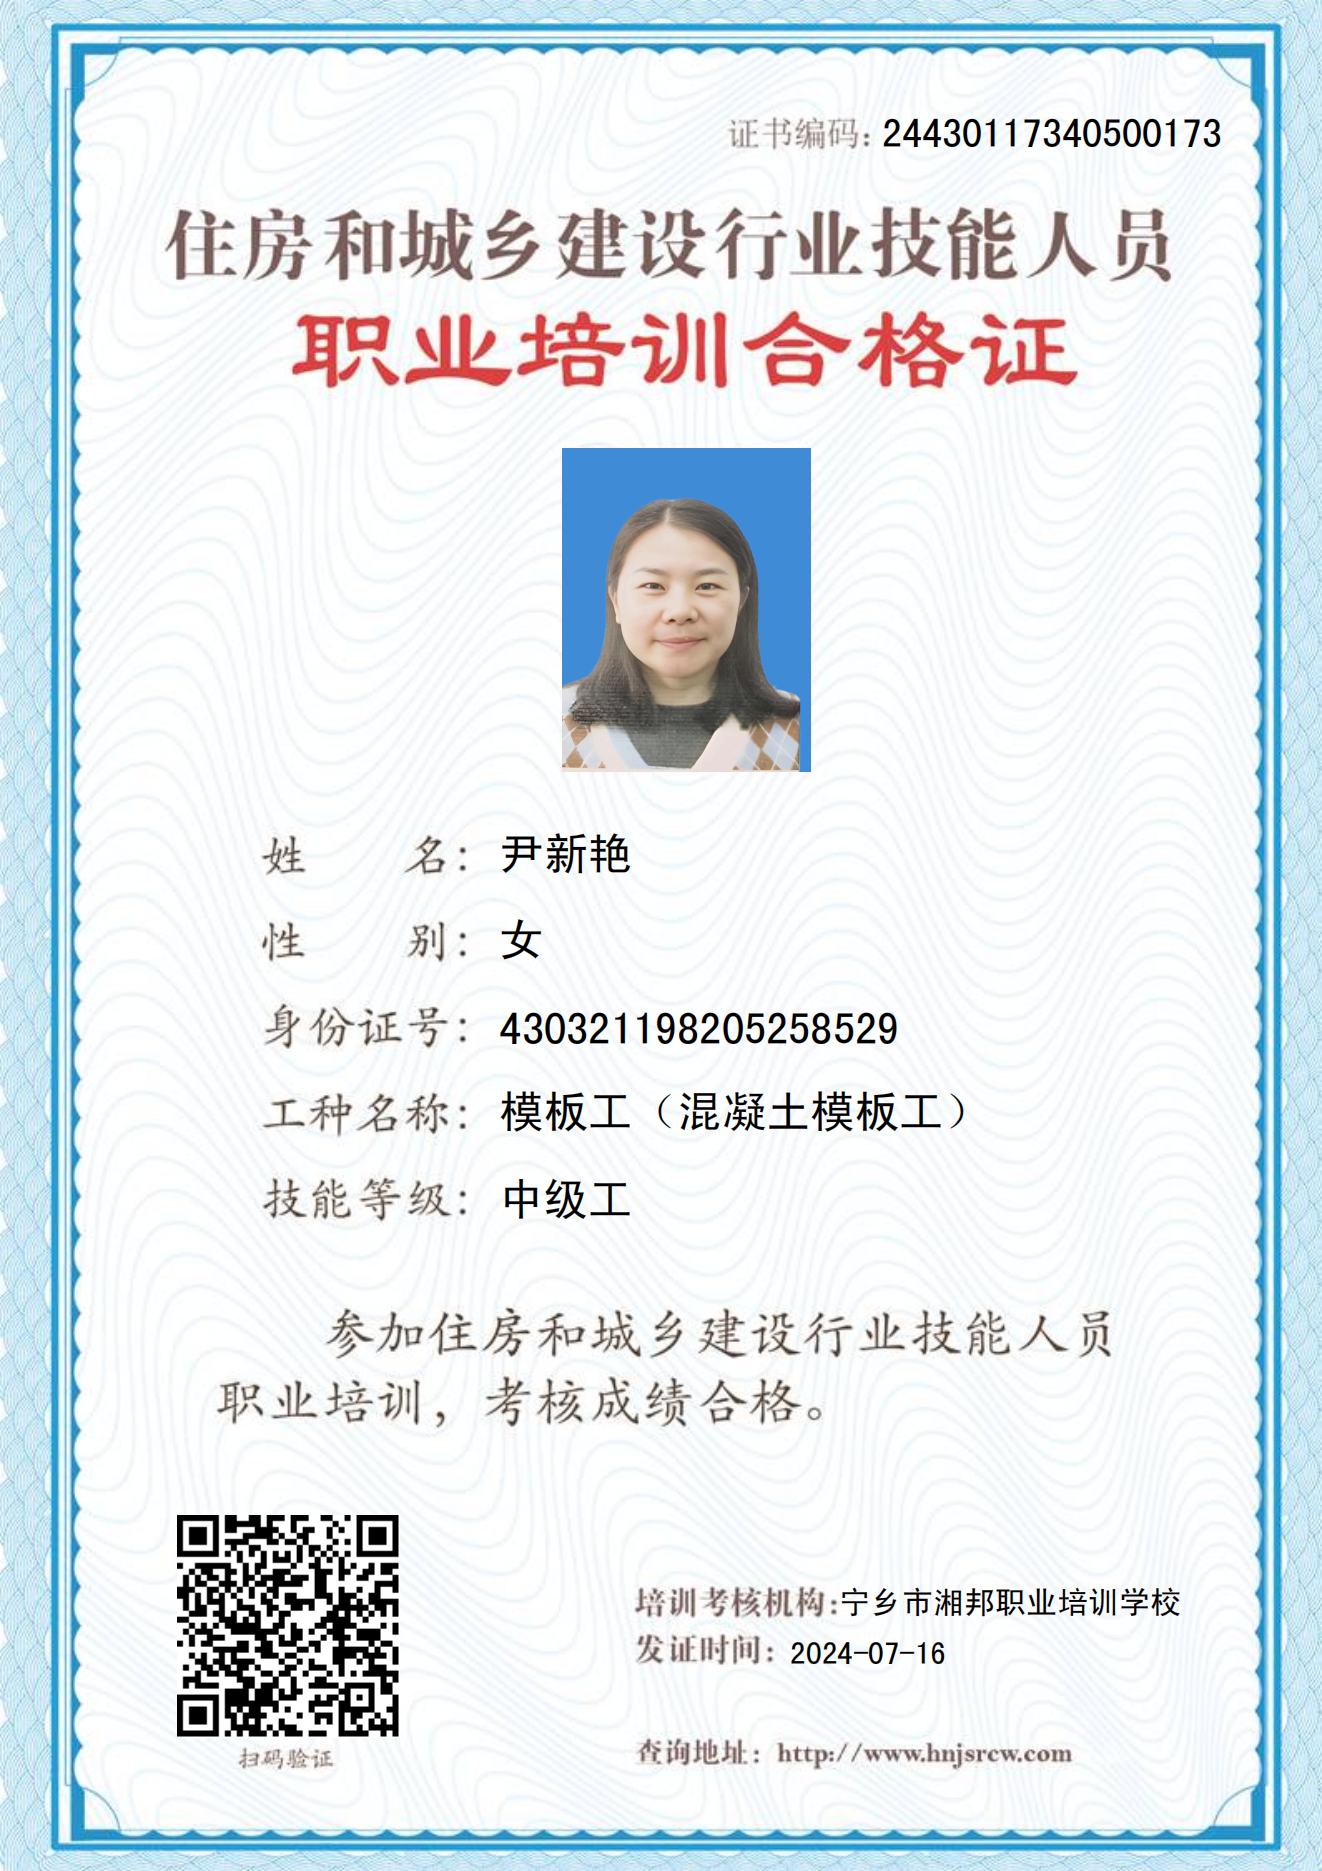 证书编码：24430117340500173
住房和城乡建设行业技能人员
职业培训合格证
姓名：尹新艳
性别：女
身份证号：430321198205258529
工种名称：模板工（混凝土模板工）
技能等级：中级工
参加住房和城乡建设行业技能人员
职业培训，考核成绩合格。
培训考核机构：宁乡市湘邦职业培训学校
发证时间：2024-07-16
扫码验证
查询地址：http://www.hnjsrcw.com